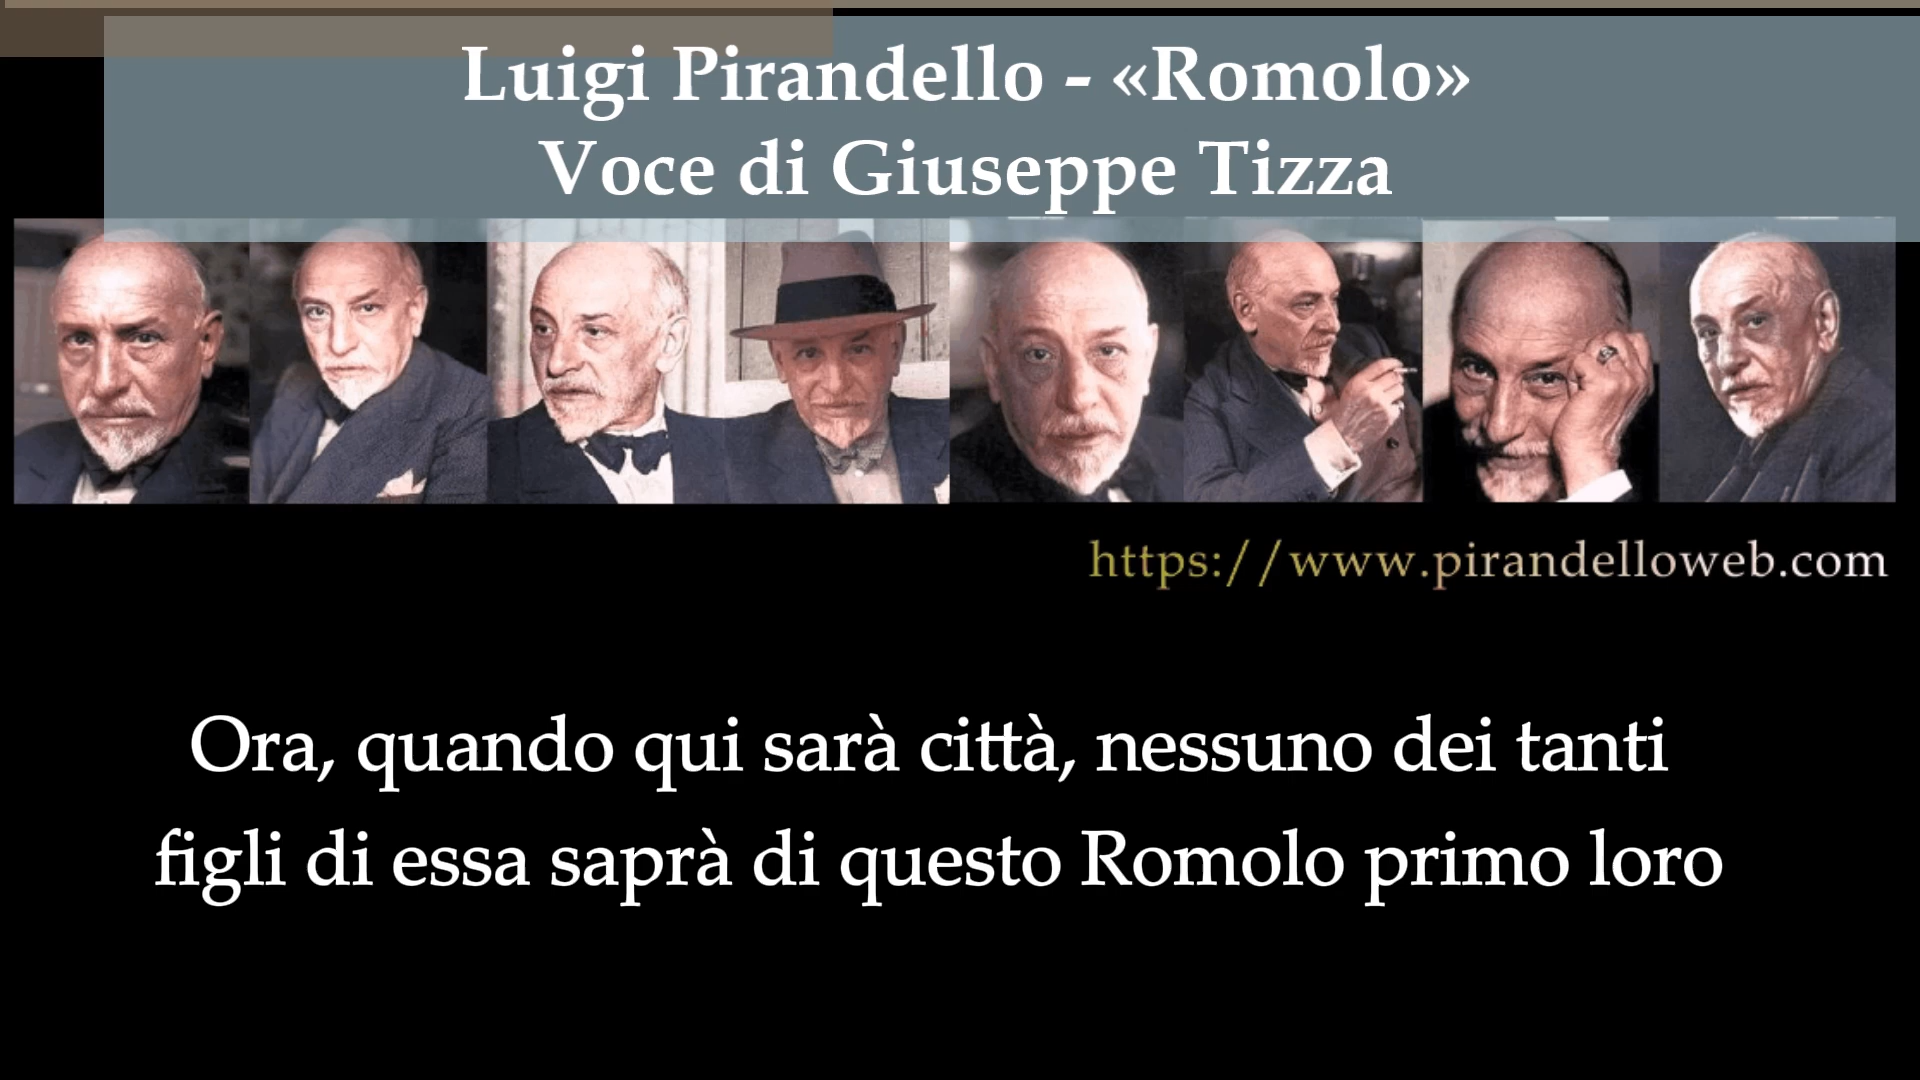 Luigi Pirandello - «Romolo»
Voce di Giuseppe Tizza
https://www.pirandelloweb.com
Ora, quando qui sarà città, nessuno dei tanti
figli di essa saprà di questo Romolo primo loro